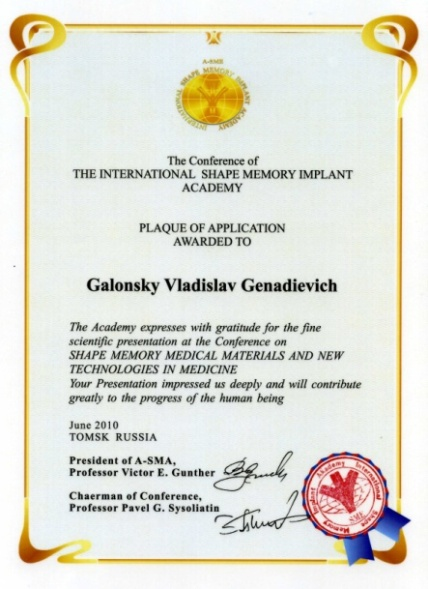 A-SME
INTERNATIONAL SHAPE MEMORY IMPLANT ACADEMY
The Conference of
THE INTERNATIONAL SHAPE MEMORY IMPLANT
ACADEMY
PLAQUE OF APPLICATION
AWARDED TO
Galonsky Vladislav Genadievich
The Academy expresses with gratitude for the fine
scientific presentation at the Conference on
SHAPE MEMORY MEDICAL MATERIALS AND NEW
TECHNOLOGIES IN MEDICINE
Your Presentation impressed us deeply and will contribute
greatly to the progress of the human being
June 2010
TOMSK RUSSIA
President of A-SMA,
Professor Victor E. Gunther
Chaerman of Conference,
Professor Pavel G. Sysoliatin
International Shape Memory Implant Academy